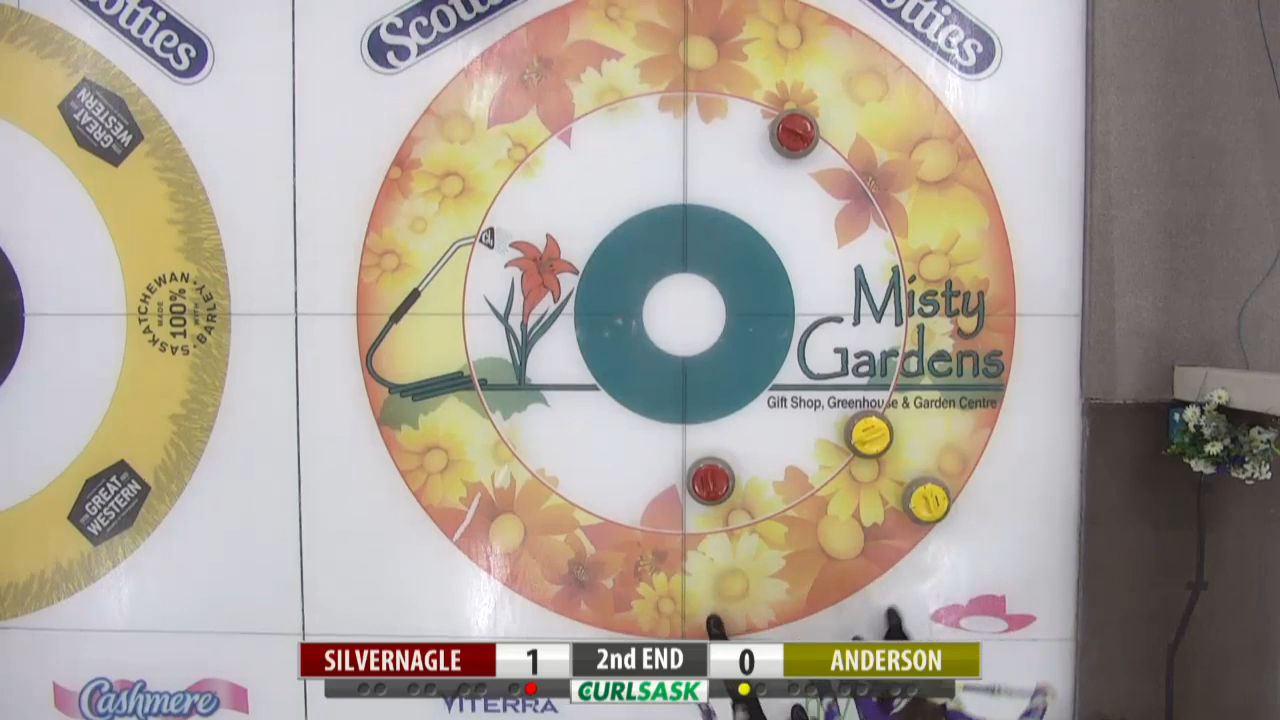 Scotties
GREAT
WESTERN
SASKATCHEWAN
MADE
100%
WITH
BARLEY
Misty
Gardens
Gift Shop, Greenhouse & Garden Centre
GREAT
WESTERN
SILVERNAGLE 1 2nd END 0 ANDERSON
CURLSASK
Cashmere
VITERRA